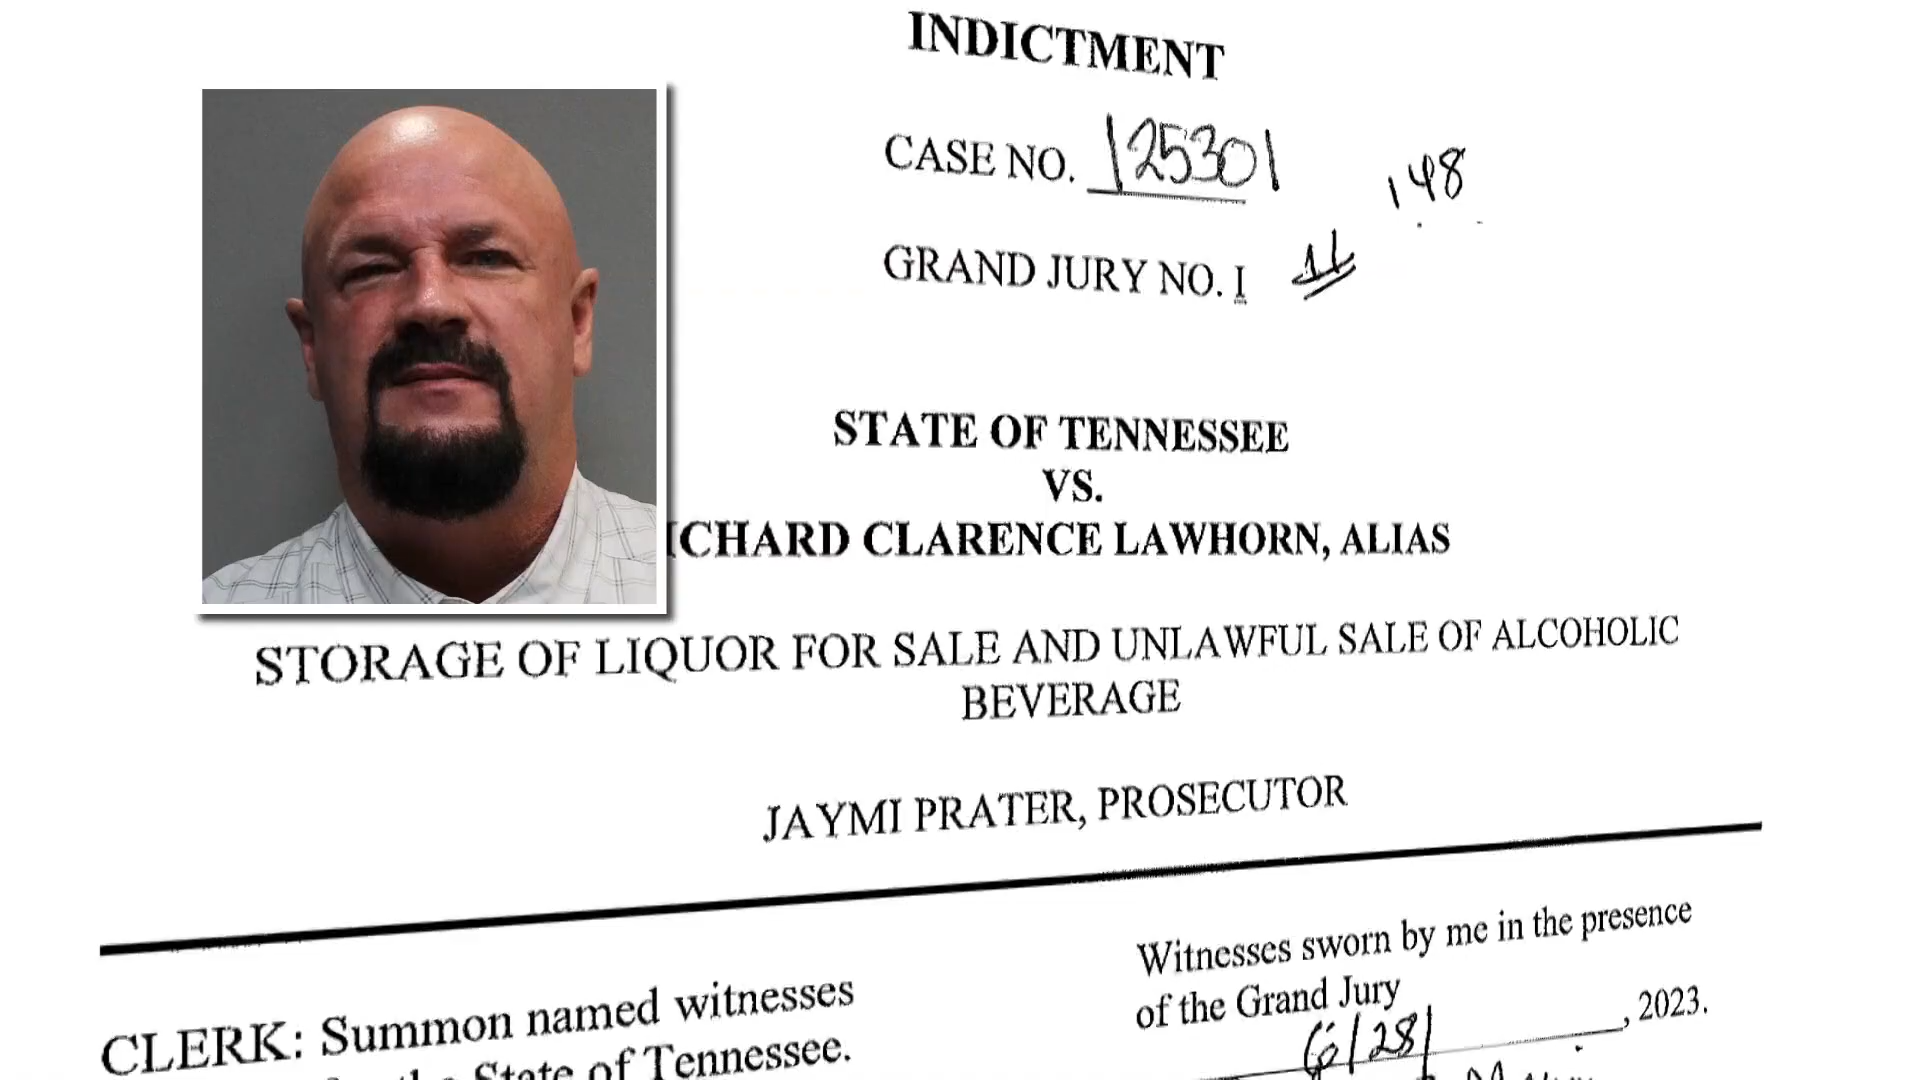 INDICTMENT
CASE NO. 125301
148
GRAND JURY NO. I
STATE OF TENNESSEE
VS.
ICHARD CLARENCE LAWHORN, ALIAS
STORAGE OF LIQUOR FOR SALE AND UNLAWFUL SALE OF ALCOHOLIC
BEVERAGE
JAYMI PRATER, PROSECUTOR
CLERK: Summon named witnesses
State of Tennessee.
Witnesses sworn by me in the presence
of the Grand Jury
6/28/, 2023.